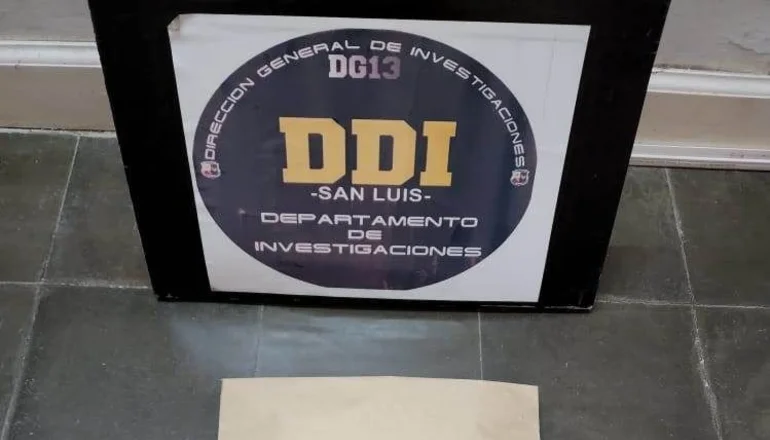 DIRECCION GENERAL DE INVESTIGACIONES
DG13
DDI
-SAN LUIS-
DEPARTAMENTO
DE
INVESTIGACIONES